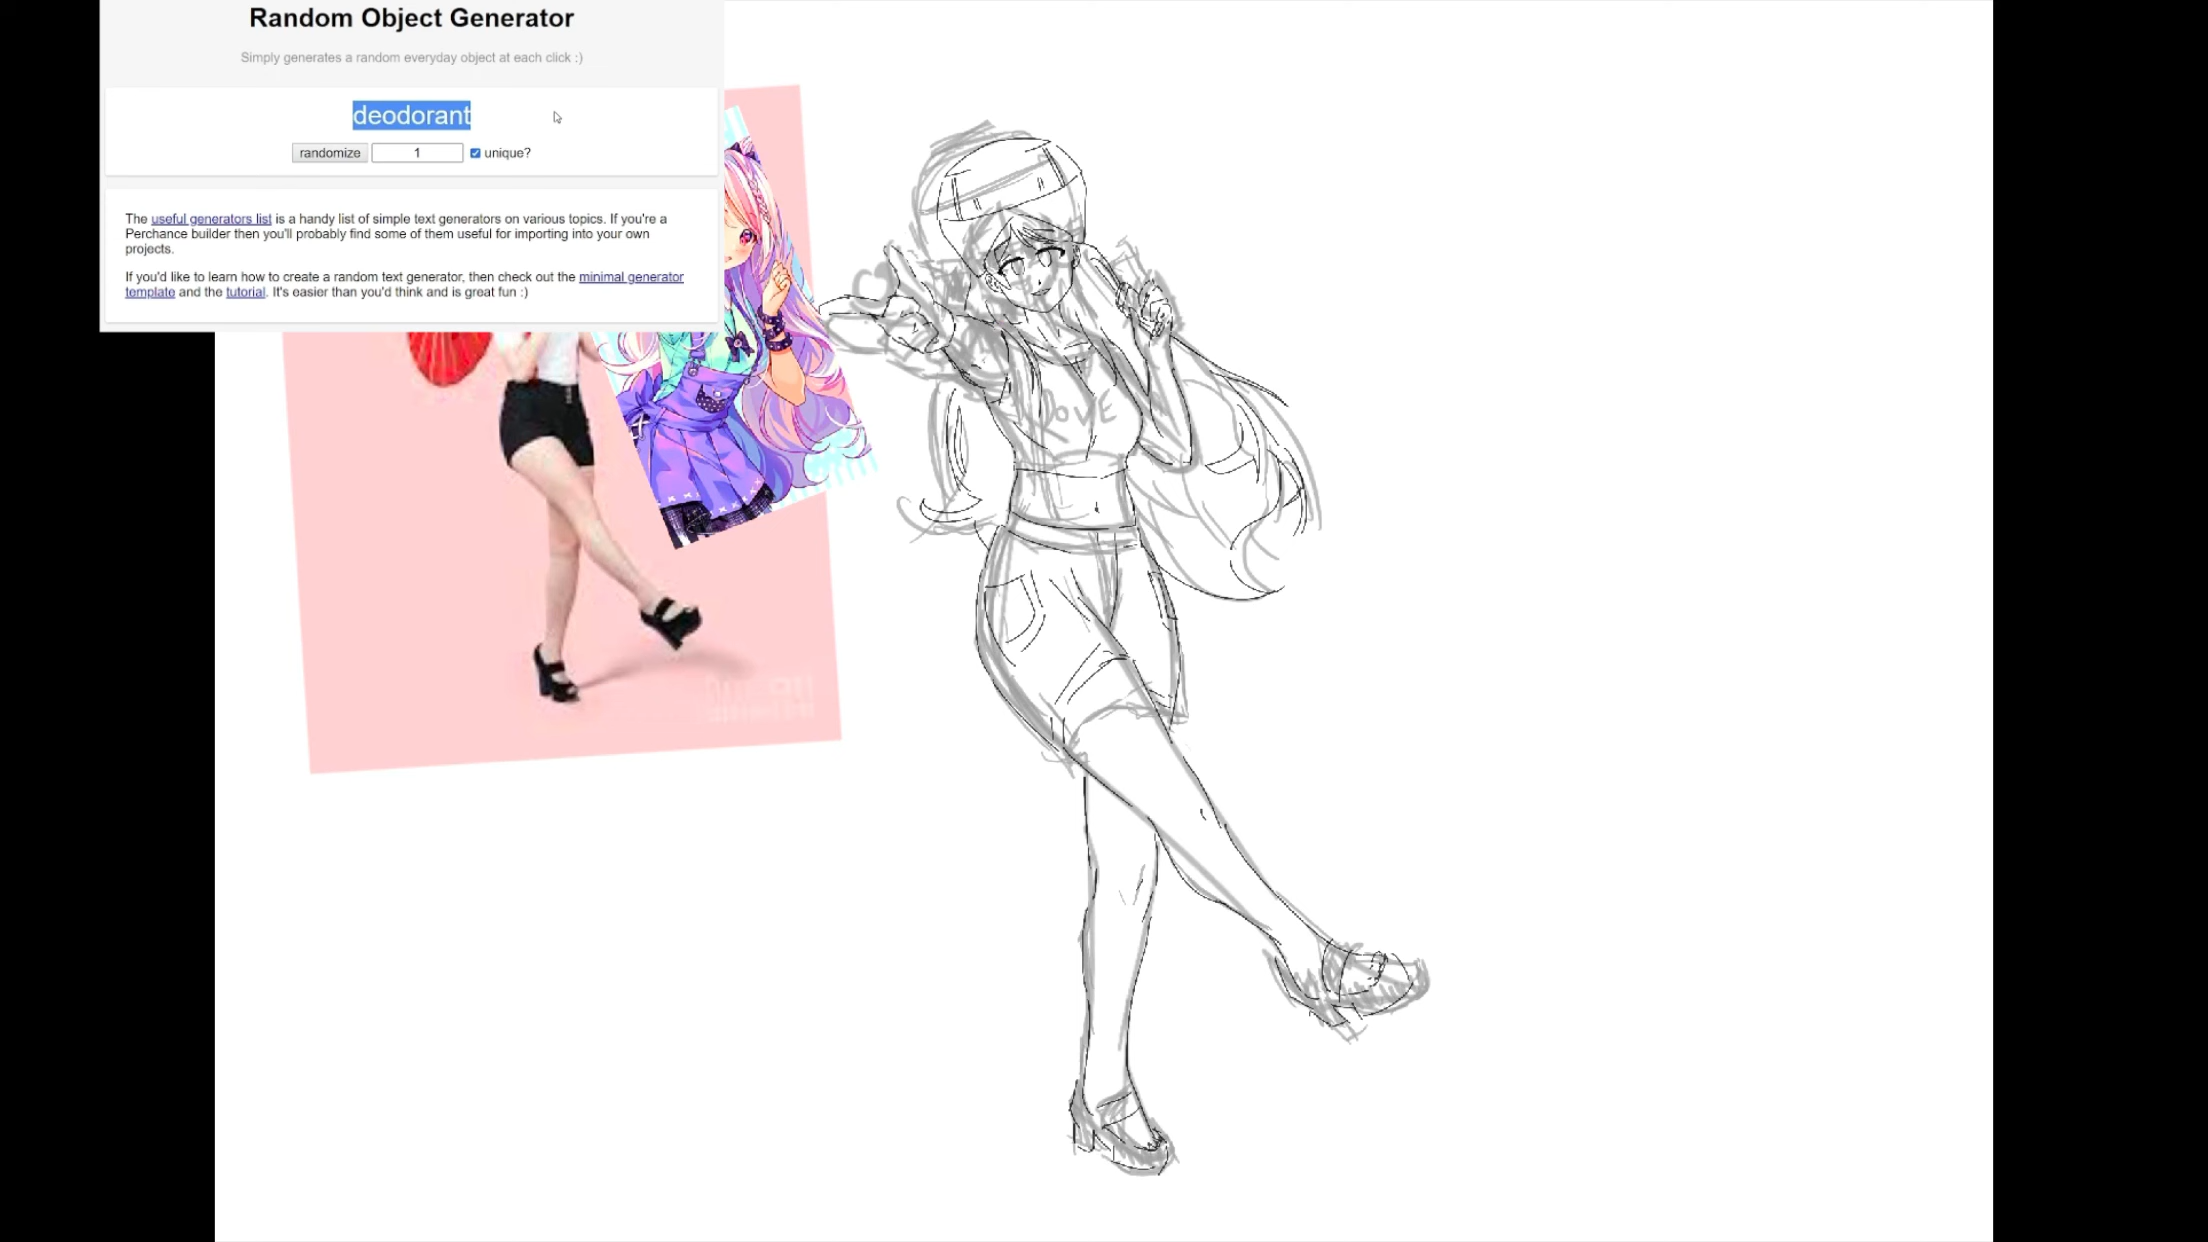 Random Object Generator
Simply generates a random everyday object at each click :)
deodorant
randomize 1 unique?
The useful generators list is a handy list of simple text generators on various topics. If you're a
Perchance builder then you'll probably find some of them useful for importing into your own
projects.
If you'd like to learn how to create a random text generator, then check out the minimal generator
template and the tutorial. It's easier than you'd think and is great fun :)
DOVE